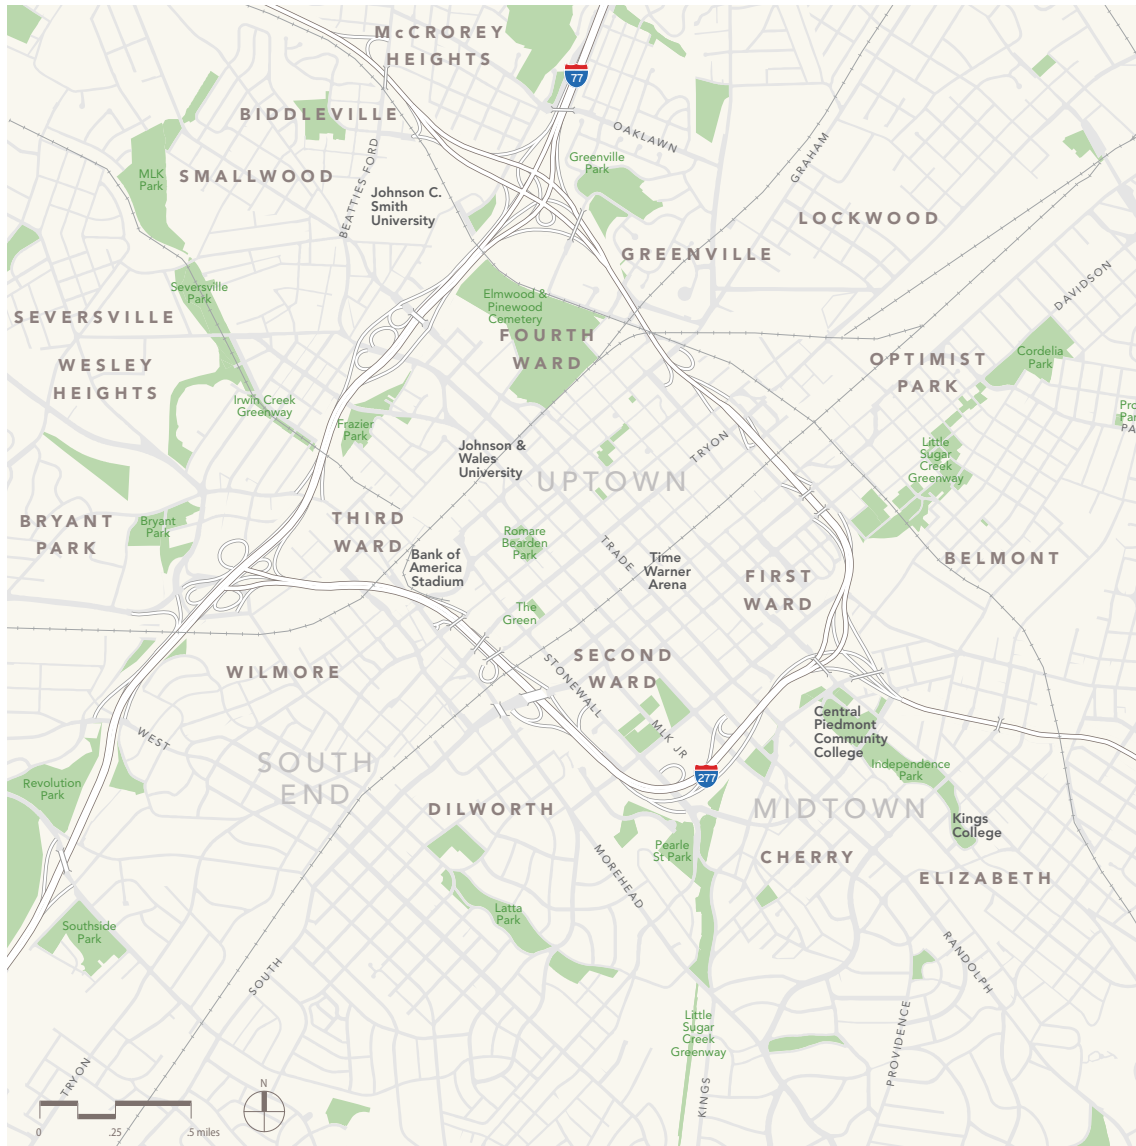 McCROREY
HEIGHTS
77
BIDDLEVILLE
OAKLAWN
GRAHAM
BEATTIES FORD
Greenville
Park
MLK
Park
SMALLWOOD
Johnson C.
Smith
University
LOCKWOOD
GREENVILLE
DAVIDSON
Seversville
Park
Elmwood &
Pinewood
Cemetery
SEVERSVILLE
FOURTH
WARD
WESLEY
HEIGHTS
OPTIMIST
PARK
Cordelia
Park
Irwin Creek
Greenway
Frazier
Park
Pro
Par
PA
Johnson &
Wales
University
TRYON
Little
Sugar
Creek
Greenway
UPTOWN
BRYANT
PARK
Bryant
Park
THIRD
WARD
Romare
Bearden
Park
TRADE
Bank of
America
Stadium
Time
Warner
Arena
FIRST
WARD
BELMONT
The
Green
WILMORE
SECOND
WARD
STONEWALL
MLK JR
WEST
Central
Piedmont
Community
College
SOUTH
END
Independence
Park
277
Revolution
Park
DILWORTH
MIDTOWN
Kings
College
Pearle
St Park
CHERRY
ELIZABETH
MOREHEAD
Latta
Park
Southside
Park
RANDOLPH
SOUTH
Little
Sugar
Creek
Greenway
PROVIDENCE
TRYON
KINGS
N
0 .25 .5 miles